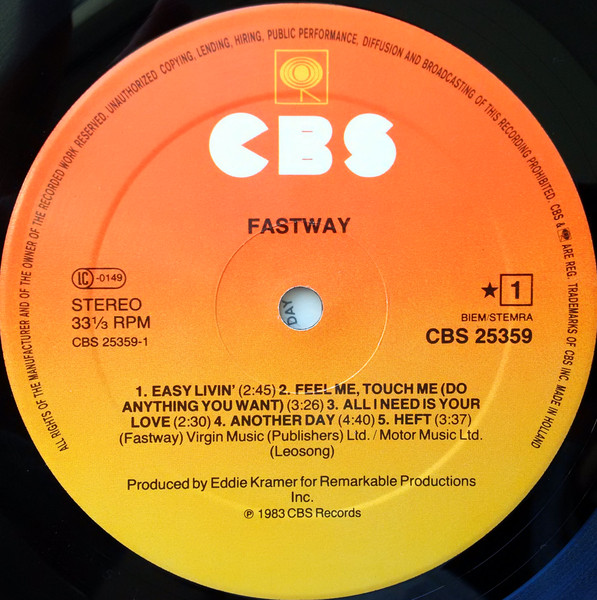 ALL RIGHTS OF THE MANUFACTURER AND OF THE OWNER OF THE RECORDED WORK RESERVED. UNAUTHORIZED COPYING, LENDING, HIRING, PUBLIC PERFORMANCE, DIFFUSION AND BROADCASTING OF THIS RECORDING PROHIBITED. CBS & ARE REG. TRADEMARKS OF CBS INC. MADE IN HOLLAND
CBS
FASTWAY
LC -0149
STEREO
33⅓ RPM
CBS 25359-1
DAY
★ 1
BIEM/STEMRA
CBS 25359
1. EASY LIVIN' (2:45) 2. FEEL ME, TOUCH ME (DO
ANYTHING YOU WANT) (3:26) 3. ALL I NEED IS YOUR
LOVE (2:30) 4. ANOTHER DAY (4:40) 5. HEFT (3:37)
(Fastway) Virgin Music (Publishers) Ltd. / Motor Music Ltd.
(Leosong)
Produced by Eddie Kramer for Remarkable Productions
Inc.
℗ 1983 CBS Records